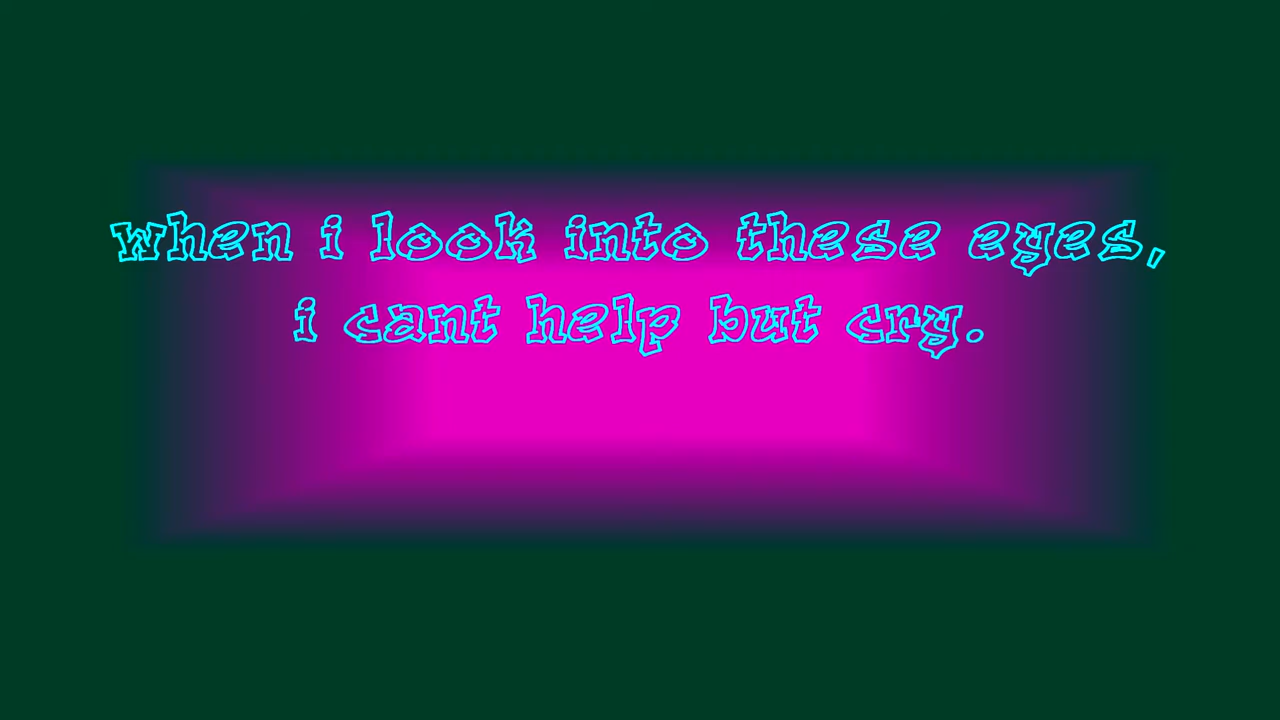 when i look into these eyes,
i cant help but cry.